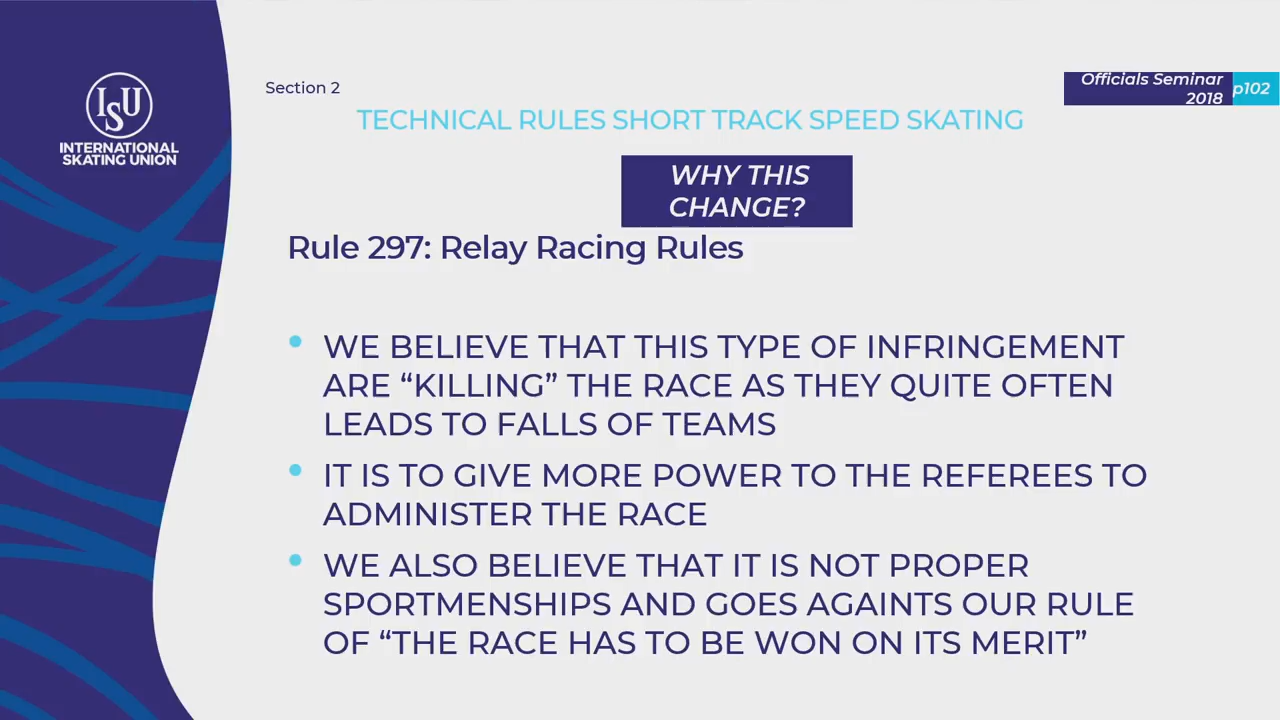 ISU
INTERNATIONAL
SKATING UNION
Section 2
Officials Seminar
2018
p102
TECHNICAL RULES SHORT TRACK SPEED SKATING
WHY THIS
CHANGE?
Rule 297: Relay Racing Rules
WE BELIEVE THAT THIS TYPE OF INFRINGEMENT
ARE “KILLING” THE RACE AS THEY QUITE OFTEN
LEADS TO FALLS OF TEAMS
IT IS TO GIVE MORE POWER TO THE REFEREES TO
ADMINISTER THE RACE
WE ALSO BELIEVE THAT IT IS NOT PROPER
SPORTMENSHIPS AND GOES AGAINTS OUR RULE
OF “THE RACE HAS TO BE WON ON ITS MERIT”